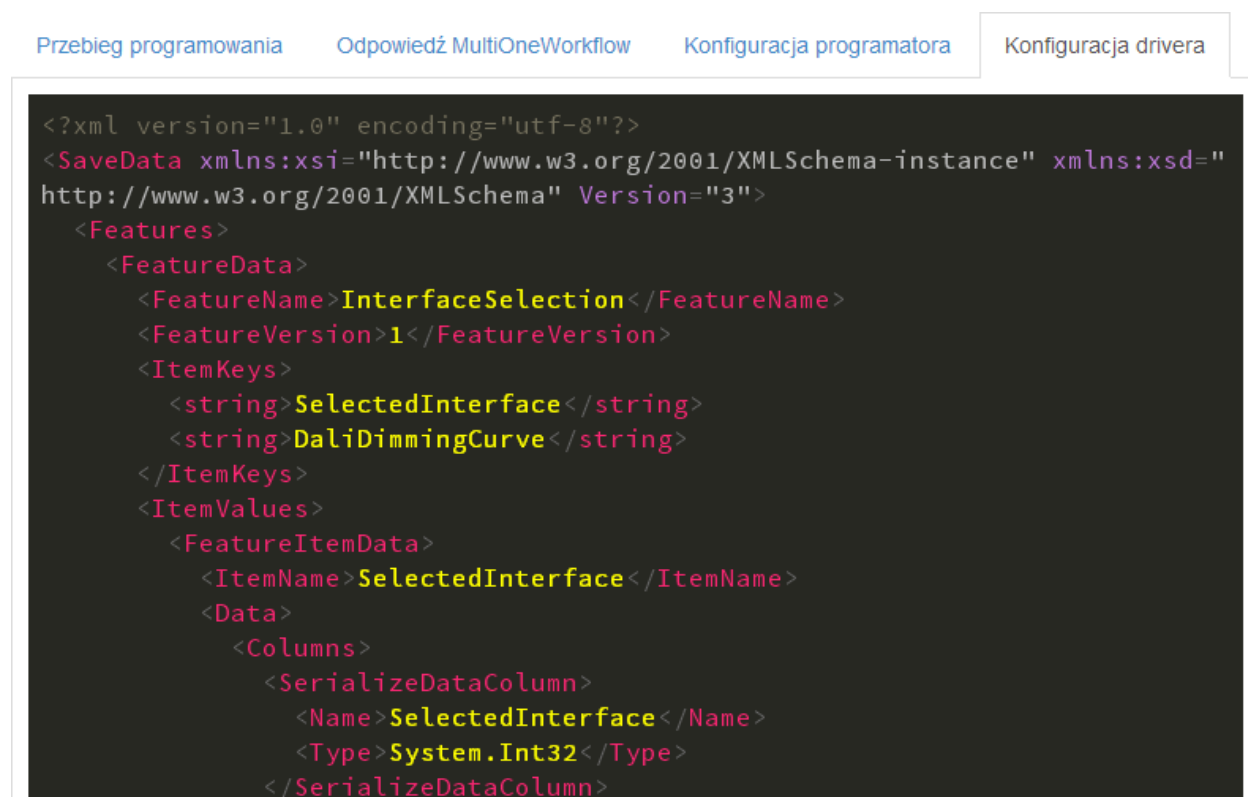 Przebieg programowania Odpowiedź MultiOneWorkflow Konfiguracja programatora Konfiguracja drivera
<?xml version="1.0" encoding="utf-8"?>
<SaveData xmlns:xsi="http://www.w3.org/2001/XMLSchema-instance" xmlns:xsd="
http://www.w3.org/2001/XMLSchema" Version="3">
  <Features>
    <FeatureData>
      <FeatureName>InterfaceSelection</FeatureName>
      <FeatureVersion>1</FeatureVersion>
      <ItemKeys>
        <string>SelectedInterface</string>
        <string>DaliDimmingCurve</string>
      </ItemKeys>
      <ItemValues>
        <FeatureItemData>
          <ItemName>SelectedInterface</ItemName>
          <Data>
            <Columns>
              <SerializeDataColumn>
                <Name>SelectedInterface</Name>
                <Type>System.Int32</Type>
              </SerializeDataColumn>